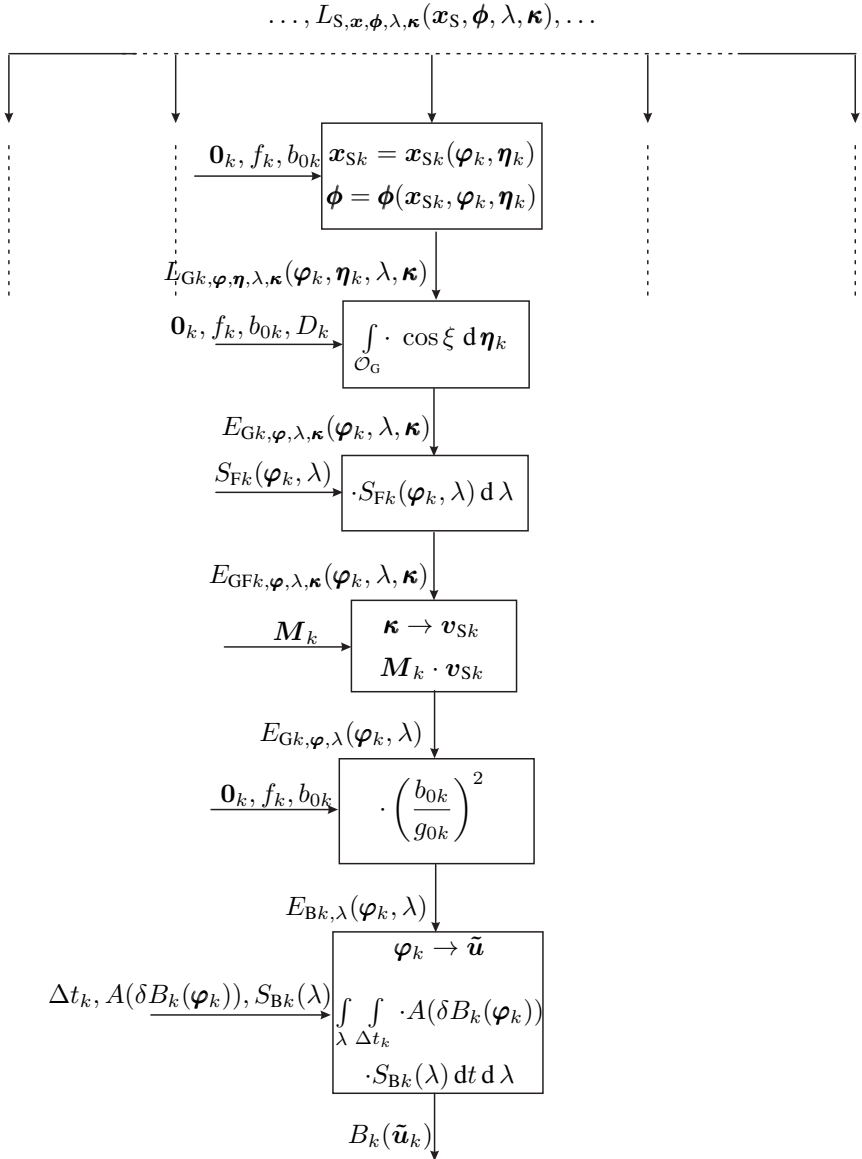 …, L_{S,𝒙,ϕ,λ,κ}(𝒙_S, ϕ, λ, κ), …
𝟎_k, f_k, b_{0k}
𝒙_{Sk} = 𝒙_{Sk}(φ_k, η_k)
ϕ = ϕ(𝒙_{Sk}, φ_k, η_k)
L_{Gk,φ,η,λ,κ}(φ_k, η_k, λ, κ)
𝟎_k, f_k, b_{0k}, D_k
∫_{𝒪_G} · cos ξ d η_k
E_{Gk,φ,λ,κ}(φ_k, λ, κ)
S_{Fk}(φ_k, λ)
·S_{Fk}(φ_k, λ) d λ
E_{GFk,φ,λ,κ}(φ_k, λ, κ)
𝑴_k
κ → 𝒗_{Sk}
𝑴_k · 𝒗_{Sk}
E_{Gk,φ,λ}(φ_k, λ)
𝟎_k, f_k, b_{0k}
· (b_{0k}/g_{0k})^2
E_{Bk,λ}(φ_k, λ)
φ_k → 𝒖̃
Δt_k, A(δB_k(φ_k)), S_{Bk}(λ)
∫_λ ∫_{Δt_k} ·A(δB_k(φ_k))
·S_{Bk}(λ) dt d λ
B_k(𝒖̃_k)